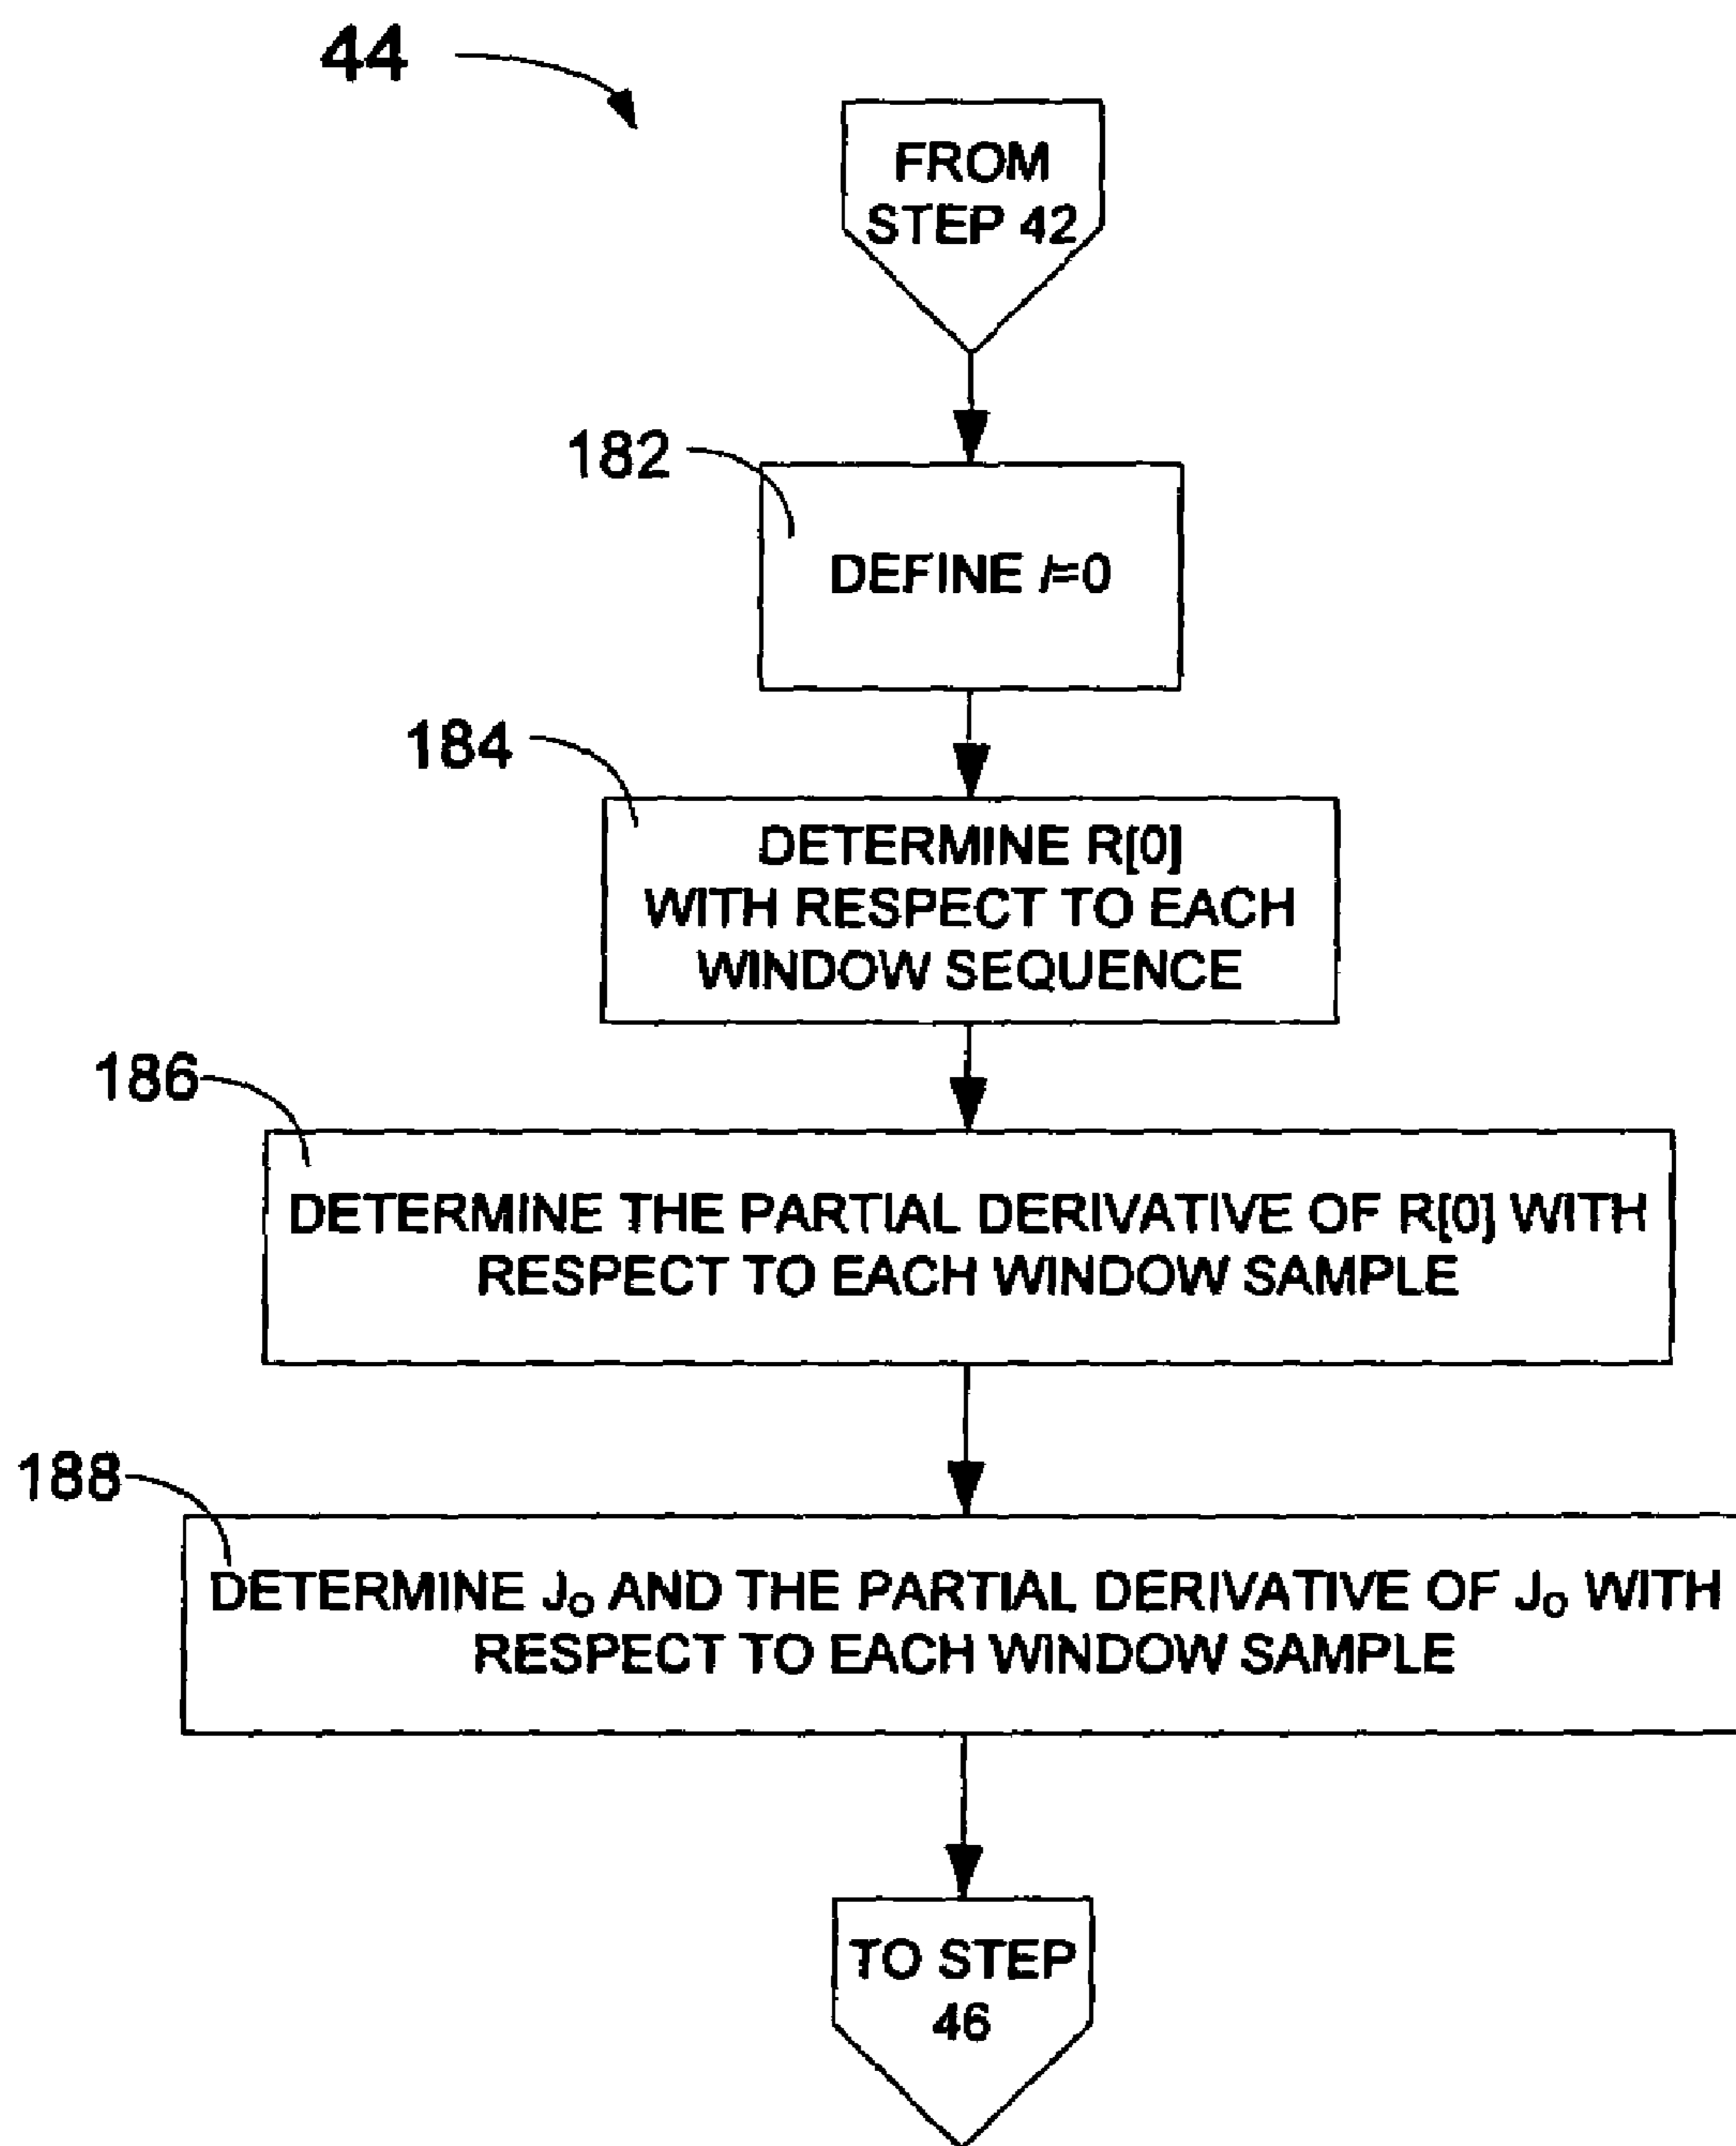 44
FROM
STEP 42
182
DEFINE l=0
184
DETERMINE R[0]
WITH RESPECT TO EACH
WINDOW SEQUENCE
186
DETERMINE THE PARTIAL DERIVATIVE OF R[0] WITH
RESPECT TO EACH WINDOW SAMPLE
188
DETERMINE J₀ AND THE PARTIAL DERIVATIVE OF J₀ WITH
RESPECT TO EACH WINDOW SAMPLE
TO STEP
46